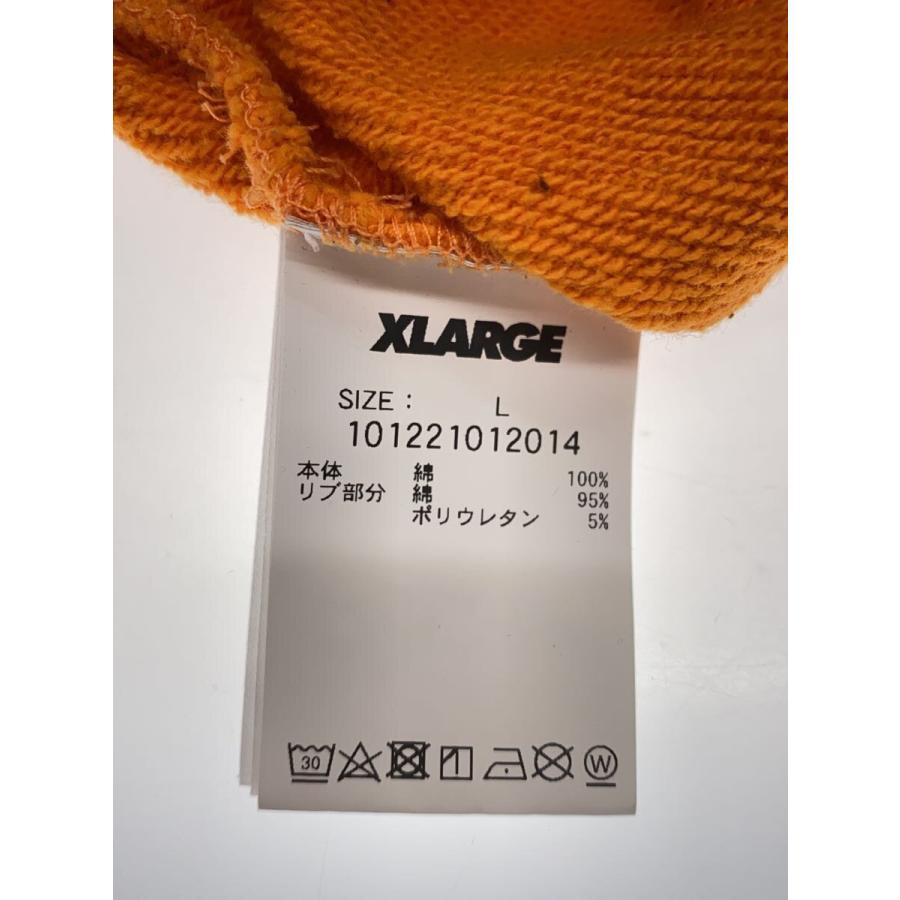 XLARGE
SIZE : L
101221012014
本体 綿 100%
リブ部分 綿 95%
ポリウレタン 5%
30 W